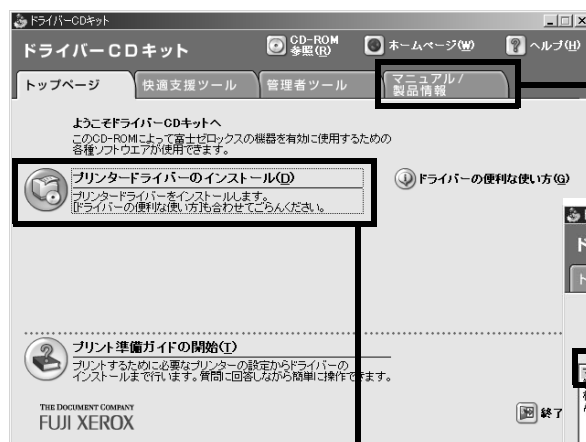 ドライバーCDキット
ドライバーCDキット
CD-ROM
参照(R)
ホームページ(W)
ヘルプ(H)
トップページ
快適支援ツール
管理者ツール
マニュアル/
製品情報
ようこそドライバーCDキットへ
このCD-ROMによって富士ゼロックスの機器を有効に使用するための
各種ソフトウエアが使用できます。
プリンタードライバーのインストール(D)
プリンタードライバーをインストールします。
[ドライバーの便利な使い方]も合わせてごらんください。
ドライバーの便利な使い方(G)
プリント準備ガイドの開始(T)
プリントするために必要なプリンターの設定からドライバーの
インストールまで行います。質問に回答しながら簡単に操作できます。
THE DOCUMENT COMPANY
FUJI XEROX
終了